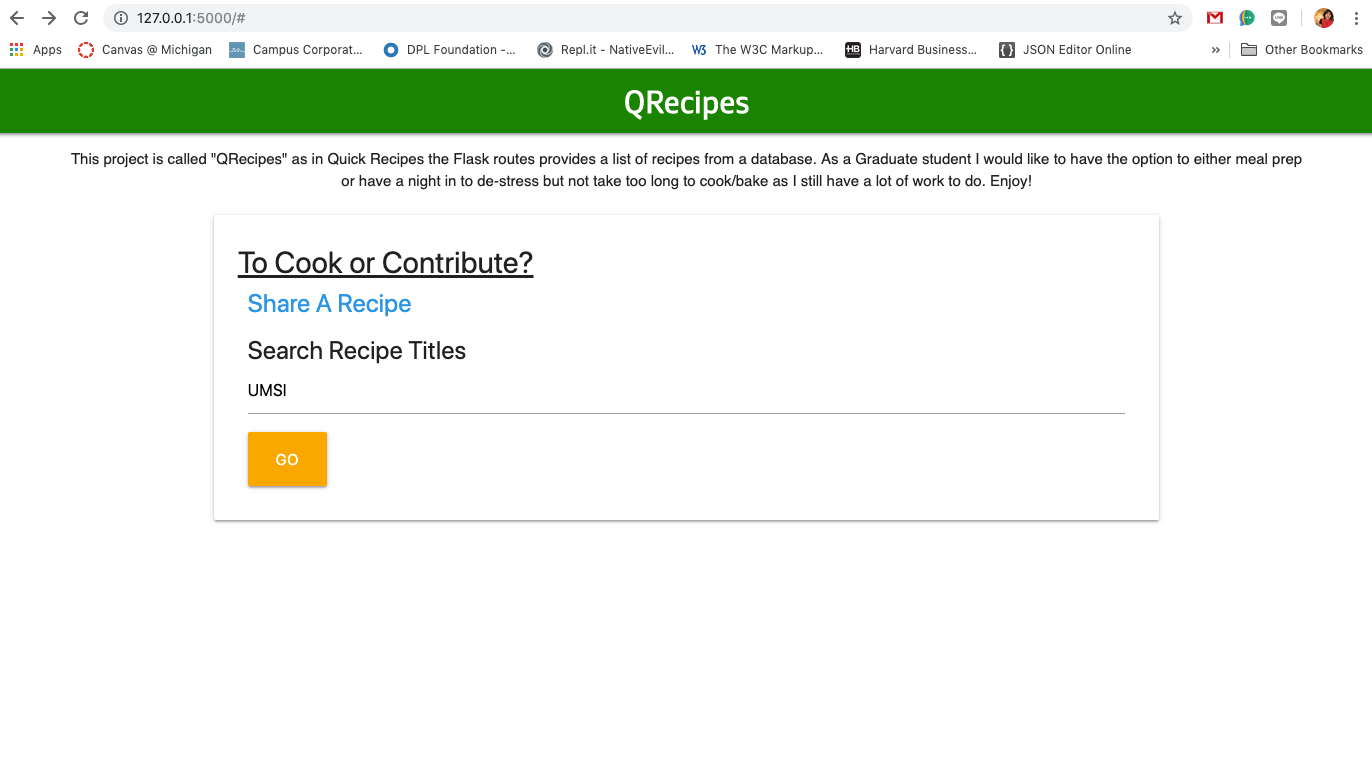 127.0.0.1:5000/#
Apps Canvas @ Michigan Campus Corporat... DPL Foundation -... Repl.it - NativeEvil... W3 The W3C Markup... HB Harvard Business... {} JSON Editor Online » Other Bookmarks
QRecipes
This project is called "QRecipes" as in Quick Recipes the Flask routes provides a list of recipes from a database. As a Graduate student I would like to have the option to either meal prep
or have a night in to de-stress but not take too long to cook/bake as I still have a lot of work to do. Enjoy!
To Cook or Contribute?
Share A Recipe
Search Recipe Titles
UMSI
GO